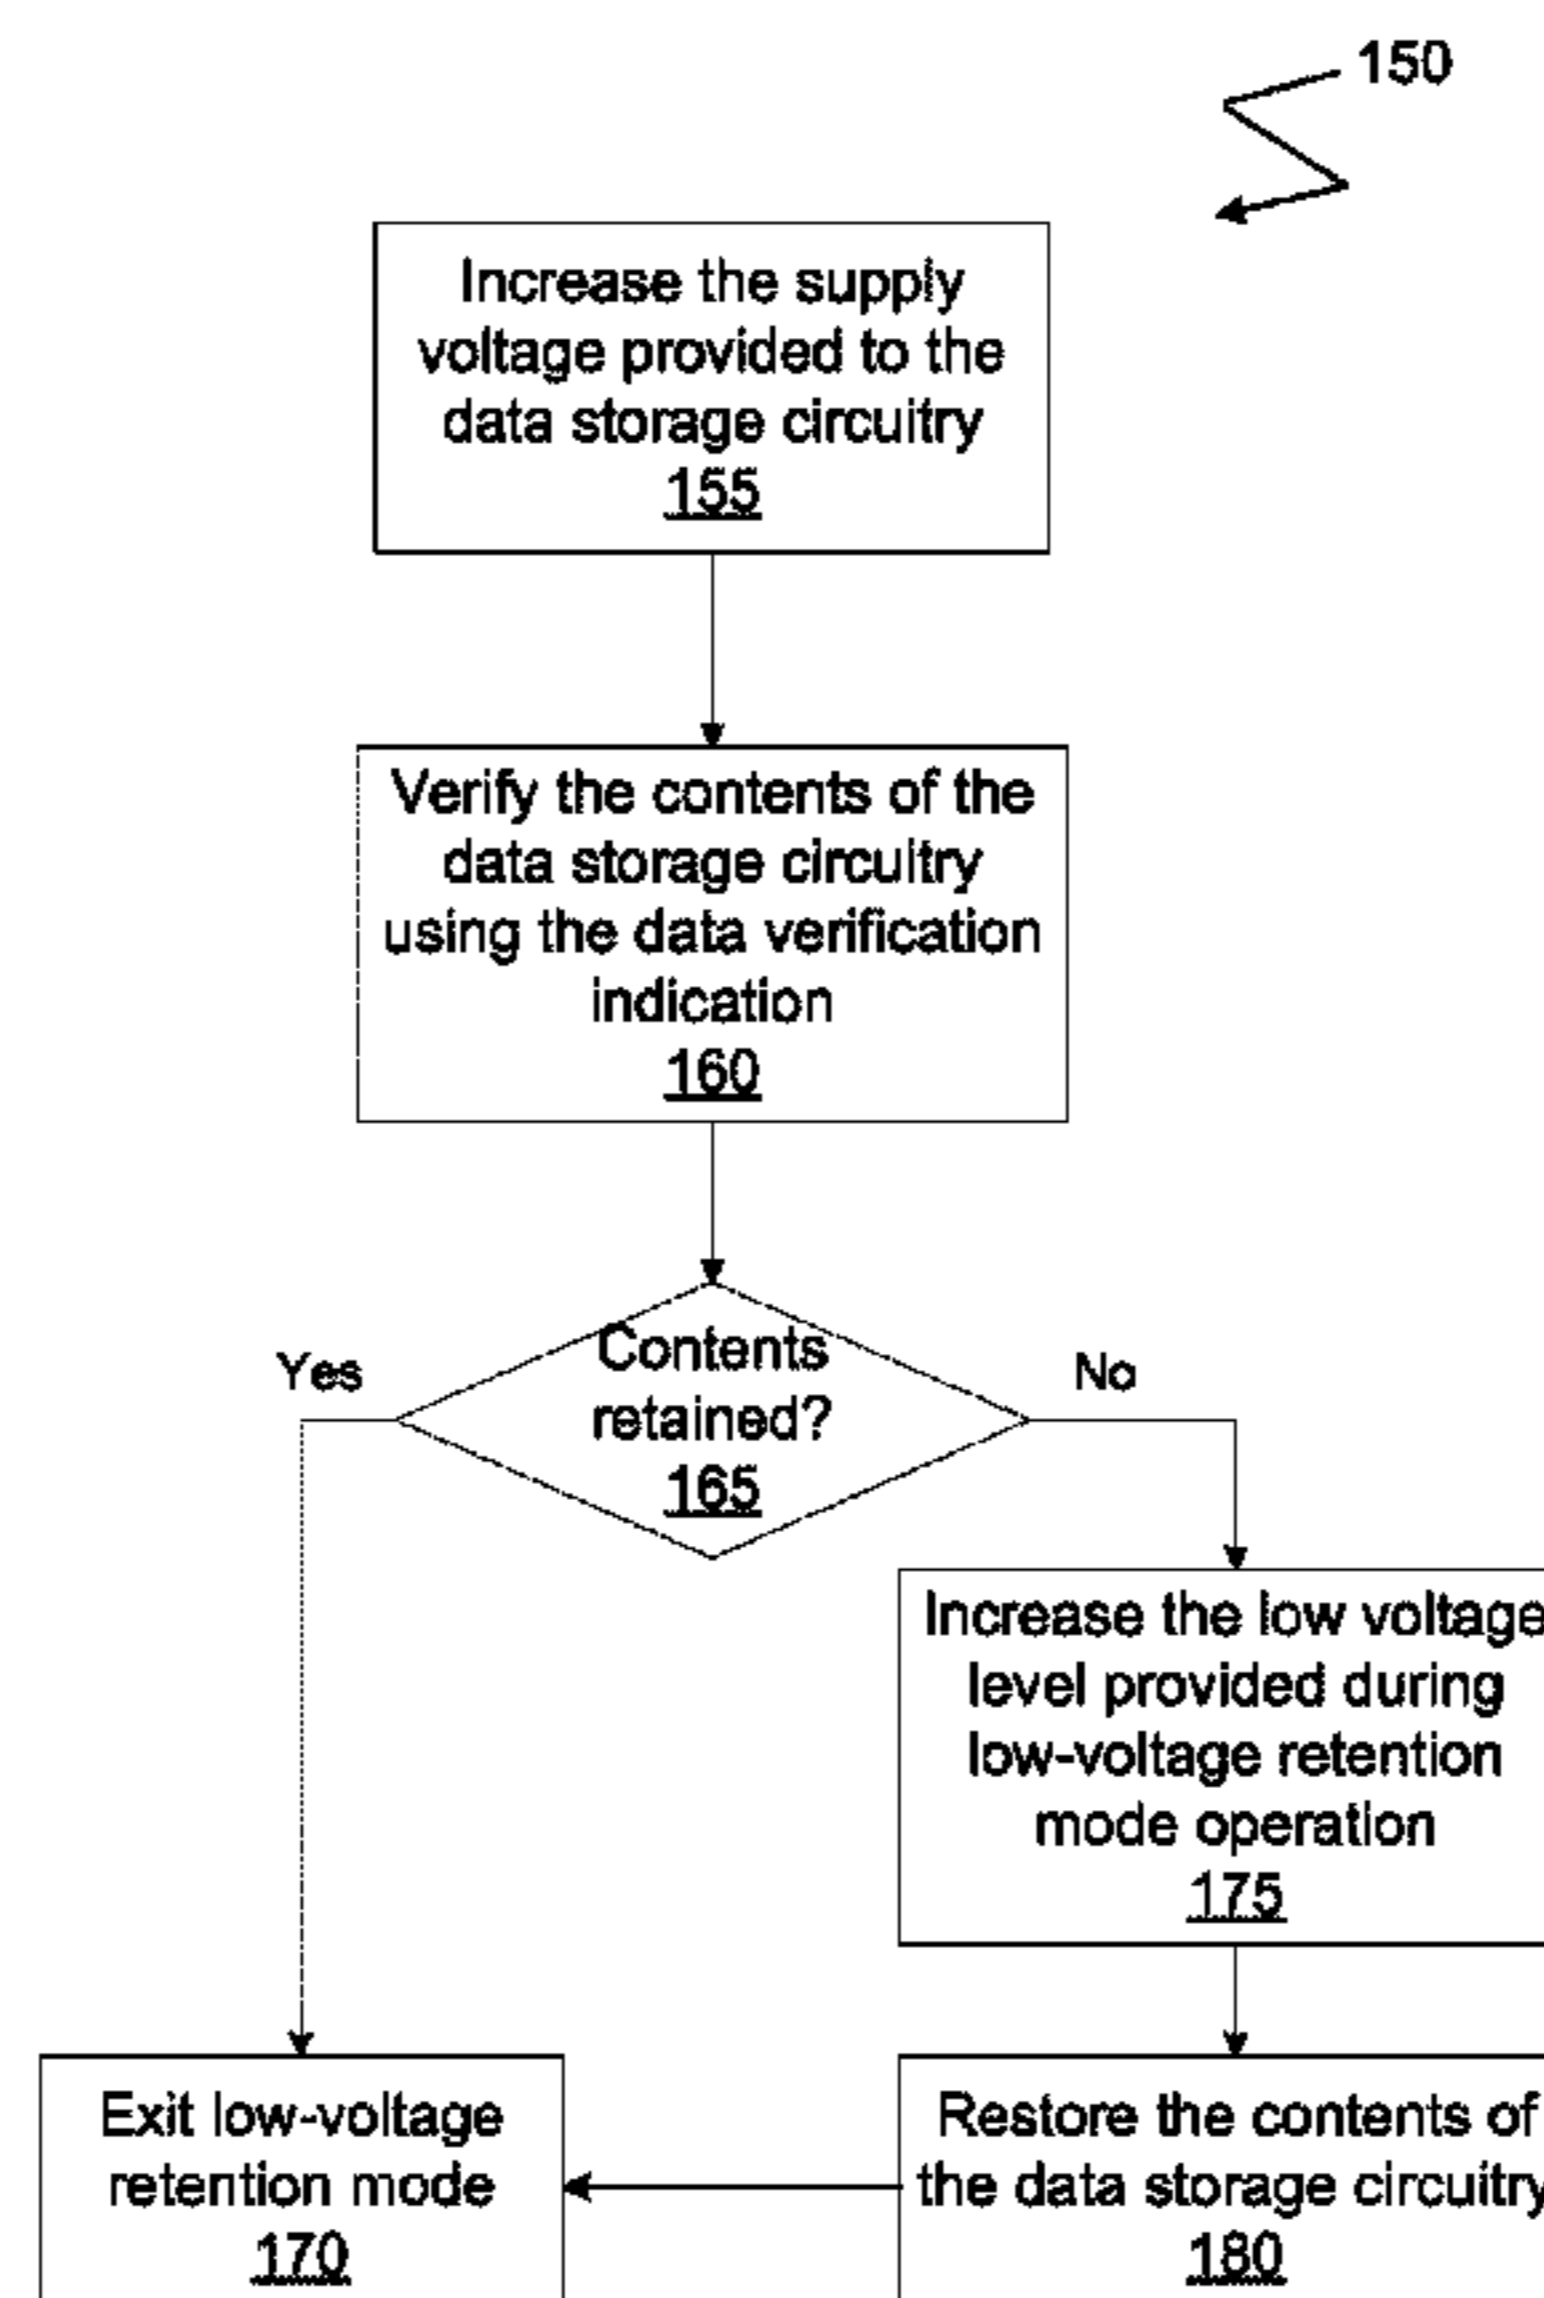 150
Increase the supply
voltage provided to the
data storage circuitry
155
Verify the contents of the
data storage circuitry
using the data verification
indication
160
Contents
retained?
165
Yes
No
Increase the low voltage
level provided during
low-voltage retention
mode operation
175
Exit low-voltage
retention mode
170
Restore the contents of
the data storage circuitry
180